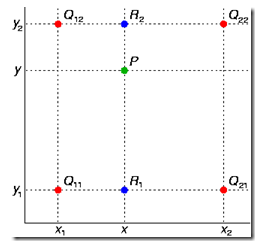 y₂ Q₁₂ R₂ Q₂₂
y P
y₁ Q₁₁ R₁ Q₂₁
x₁ x x₂